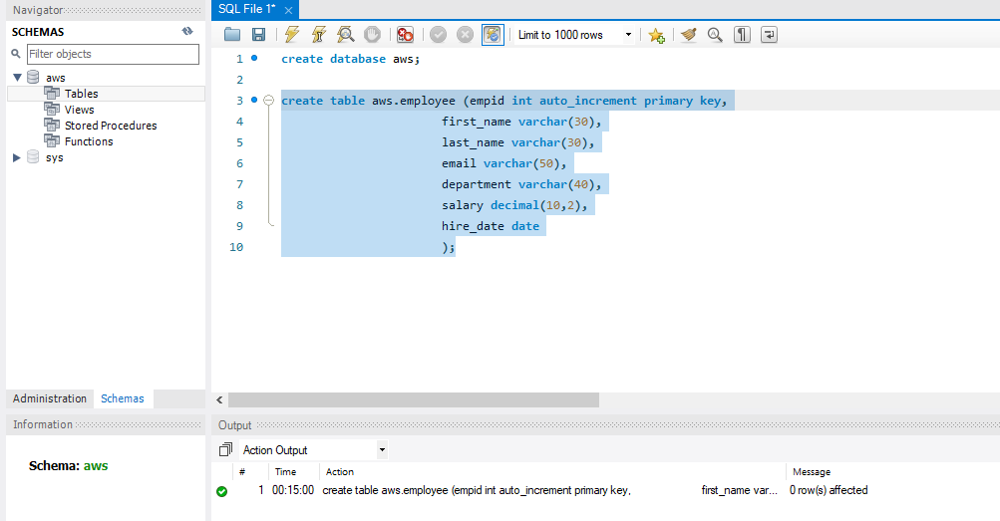 Navigator
SCHEMAS
Filter objects
aws
Tables
Views
Stored Procedures
Functions
sys
Administration Schemas
Information
Schema: aws
SQL File 1* ×
Limit to 1000 rows
1 create database aws;
2
3 create table aws.employee (empid int auto_increment primary key,
4 first_name varchar(30),
5 last_name varchar(30),
6 email varchar(50),
7 department varchar(40),
8 salary decimal(10,2),
9 hire_date date
10 );
Output
Action Output
# Time Action Message
1 00:15:00 create table aws.employee (empid int auto_increment primary key, first_name var... 0 row(s) affected